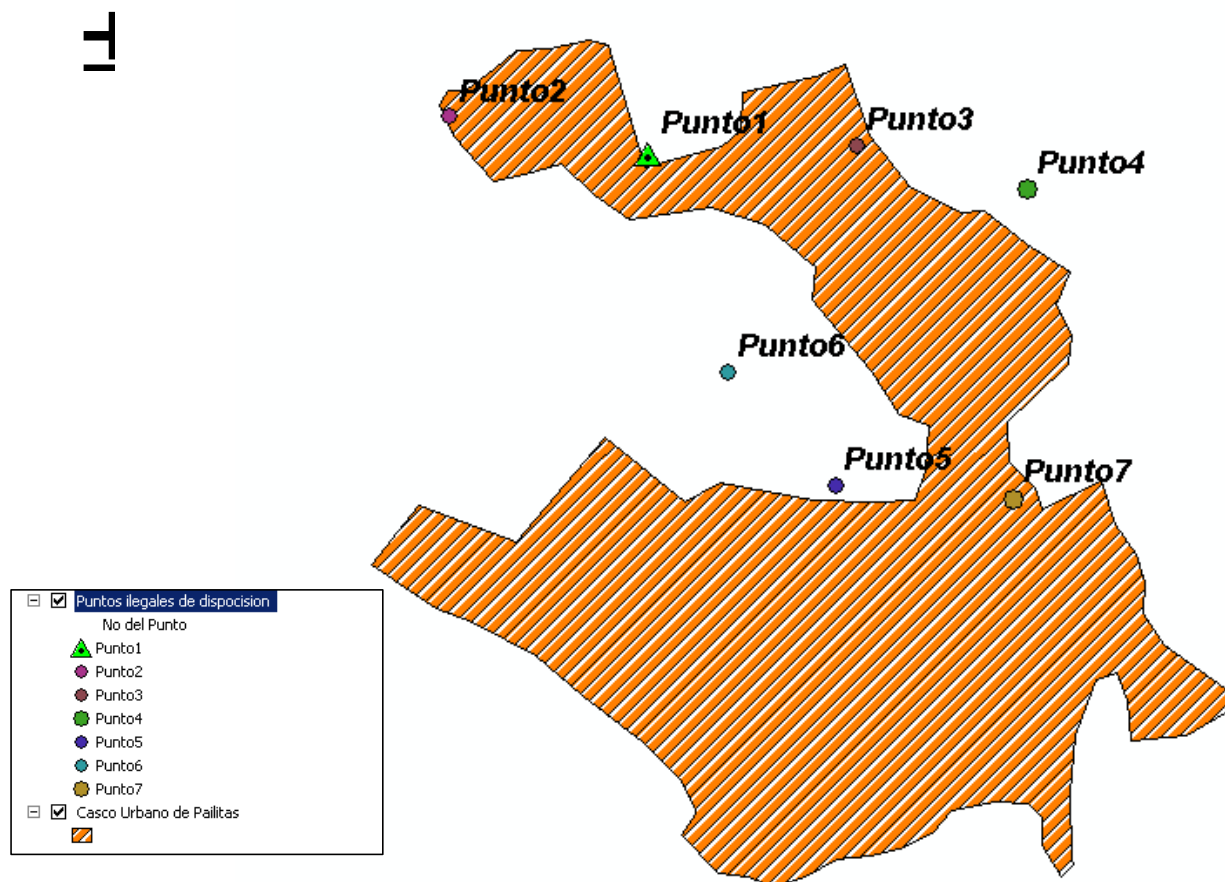 Punto2
Punto1
Punto3
Punto4
Punto6
Punto5
Punto7
Puntos ilegales de dispocision
No del Punto
Punto1
Punto2
Punto3
Punto4
Punto5
Punto6
Punto7
Casco Urbano de Pailitas